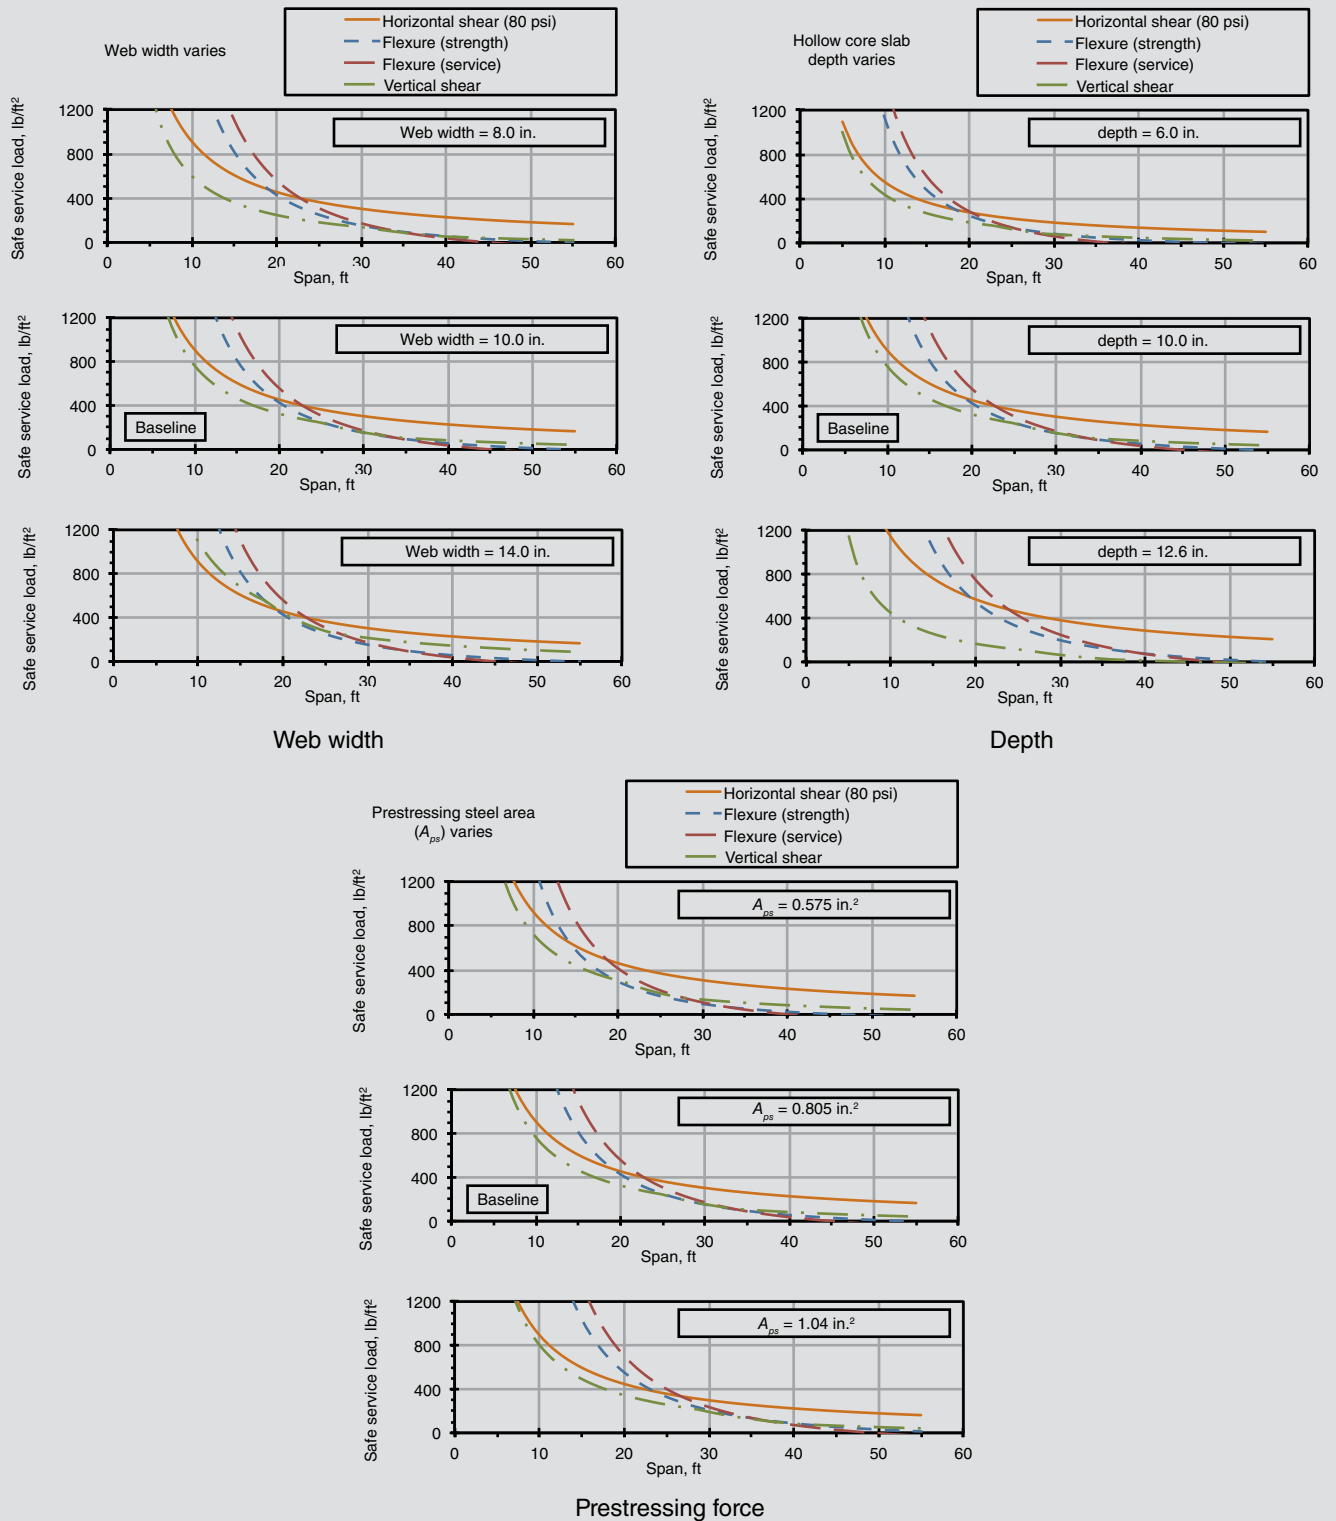 Web width varies
Horizontal shear (80 psi)
Flexure (strength)
Flexure (service)
Vertical shear
Safe service load, lb/ft²
1200
800
400
0
Web width = 8.0 in.
0 10 20 30 40 50 60
Span, ft
Safe service load, lb/ft²
1200
800
400
0
Web width = 10.0 in.
Baseline
0 10 20 30 40 50 60
Span, ft
Safe service load, lb/ft²
1200
800
400
0
Web width = 14.0 in.
0 10 20 30 40 50 60
Span, ft
Web width
Hollow core slab
depth varies
Horizontal shear (80 psi)
Flexure (strength)
Flexure (service)
Vertical shear
Safe service load, lb/ft²
1200
800
400
0
depth = 6.0 in.
0 10 20 30 40 50 60
Span, ft
Safe service load, lb/ft²
1200
800
400
0
depth = 10.0 in.
Baseline
0 10 20 30 40 50 60
Span, ft
Safe service load, lb/ft²
1200
800
400
0
depth = 12.6 in.
0 10 20 30 40 50 60
Span, ft
Depth
Prestressing steel area
(Aps) varies
Horizontal shear (80 psi)
Flexure (strength)
Flexure (service)
Vertical shear
Safe service load, lb/ft²
1200
800
400
0
Aps = 0.575 in.²
0 10 20 30 40 50 60
Span, ft
Safe service load, lb/ft²
1200
800
400
0
Aps = 0.805 in.²
Baseline
0 10 20 30 40 50 60
Span, ft
Safe service load, lb/ft²
1200
800
400
0
Aps = 1.04 in.²
0 10 20 30 40 50 60
Span, ft
Prestressing force